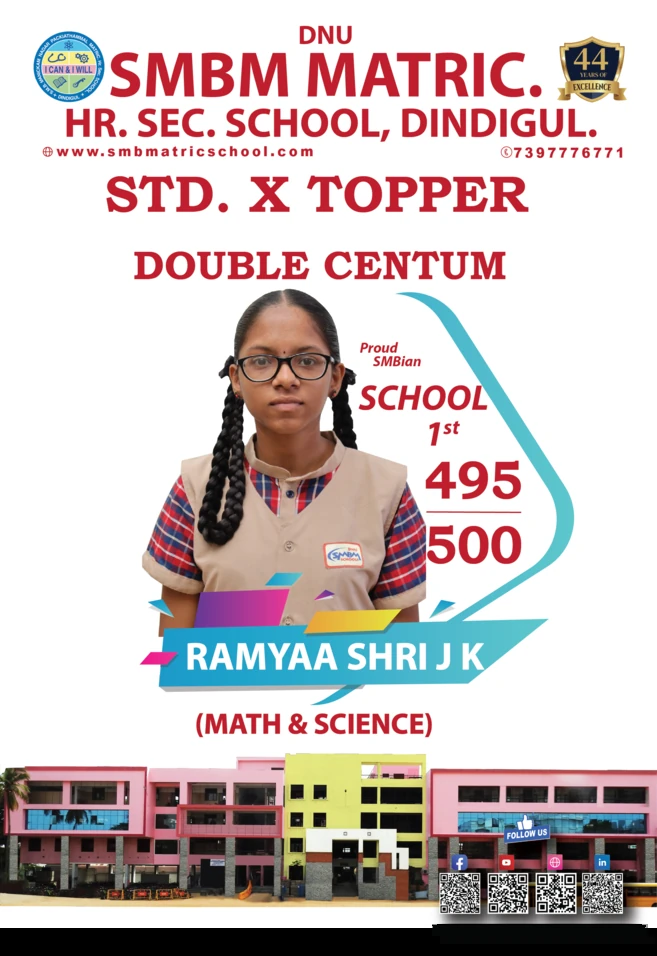 DNU
SMBM MATRIC.
HR. SEC. SCHOOL, DINDIGUL.
I CAN & I WILL
44
YEARS OF
EXCELLENCE
www.smbmatricschool.com
7397776771
STD. X TOPPER
DOUBLE CENTUM
Proud
SMBian
SCHOOL
1st
495
500
SMBM
RAMYAA SHRI J K
(MATH & SCIENCE)
FOLLOW US